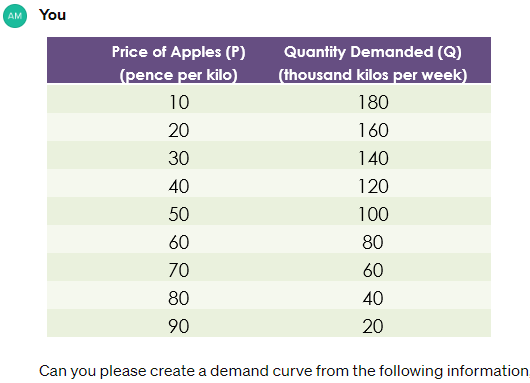 AM You
Price of Apples (P) Quantity Demanded (Q)
(pence per kilo) (thousand kilos per week)
10 180
20 160
30 140
40 120
50 100
60 80
70 60
80 40
90 20
Can you please create a demand curve from the following information